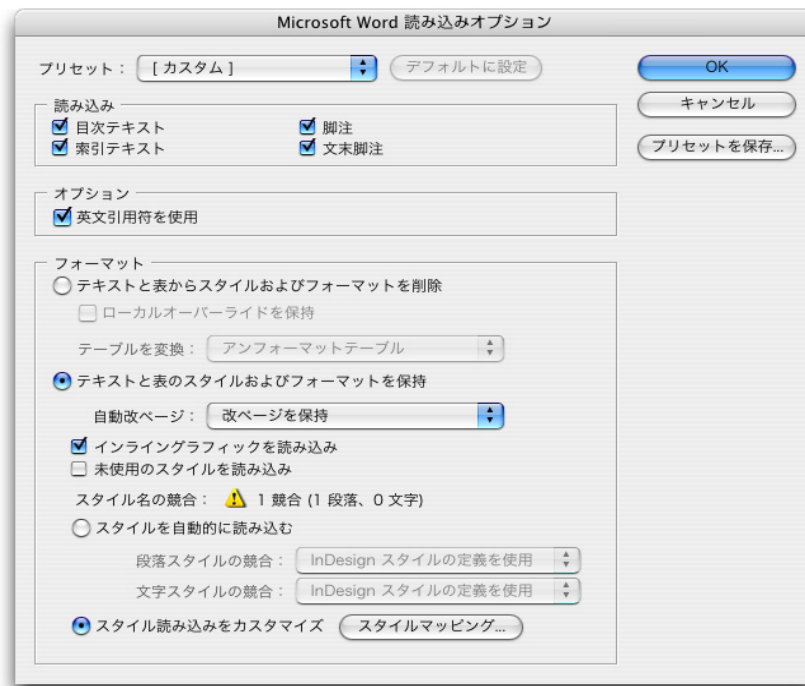 Microsoft Word 読み込みオプション
プリセット： [ カスタム ] デフォルトに設定 OK
キャンセル
プリセットを保存...
読み込み
目次テキスト 脚注
索引テキスト 文末脚注
オプション
英文引用符を使用
フォーマット
テキストと表からスタイルおよびフォーマットを削除
ローカルオーバーライドを保持
テーブルを変換： アンフォーマットテーブル
テキストと表のスタイルおよびフォーマットを保持
自動改ページ： 改ページを保持
インライングラフィックを読み込み
未使用のスタイルを読み込み
スタイル名の競合： 1 競合 (1 段落、0 文字)
スタイルを自動的に読み込む
段落スタイルの競合： InDesign スタイルの定義を使用
文字スタイルの競合： InDesign スタイルの定義を使用
スタイル読み込みをカスタマイズ スタイルマッピング...